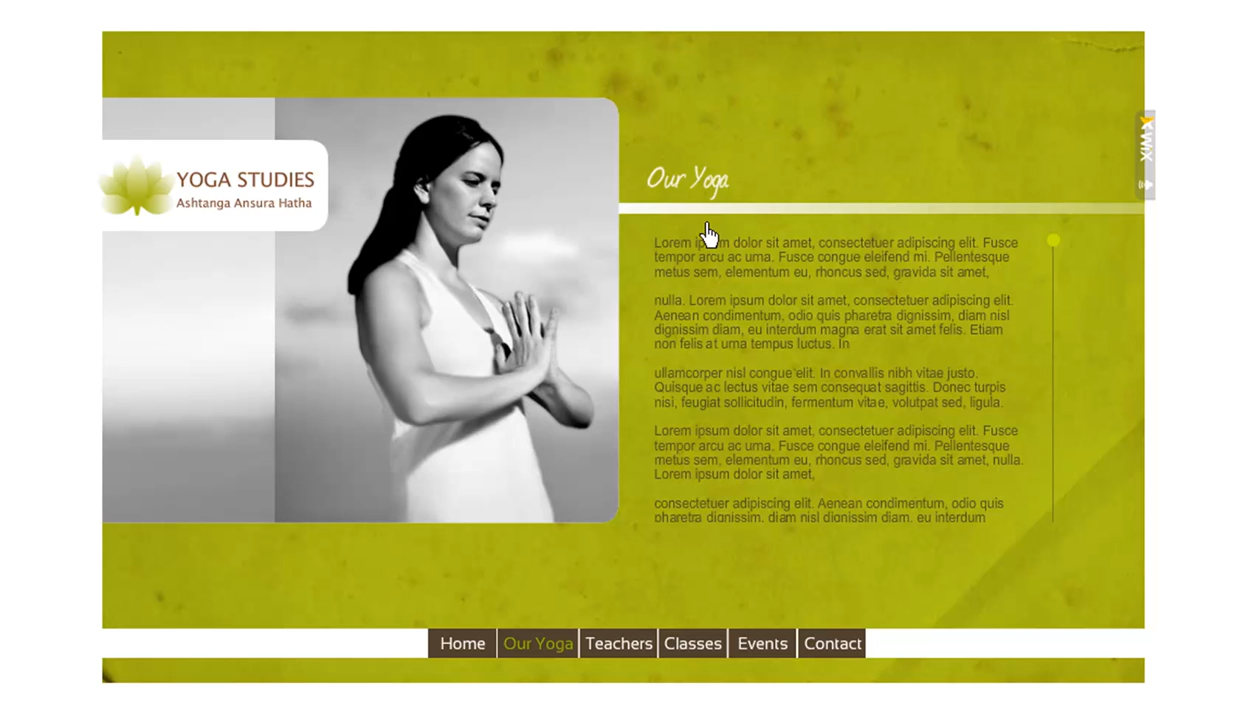 YOGA STUDIES
Ashtanga Ansura Hatha
Our Yoga
WiX
Lorem ipsum dolor sit amet, consectetuer adipiscing elit. Fusce
tempor arcu ac urna. Fusce congue eleifend mi. Pellentesque
metus sem, elementum eu, rhoncus sed, gravida sit amet,
nulla. Lorem ipsum dolor sit amet, consectetuer adipiscing elit.
Aenean condimentum, odio quis pharetra dignissim, diam nisl
dignissim diam, eu interdum magna erat sit amet felis. Etiam
non felis at urna tempus luctus. In
ullamcorper nisl congue elit. In convallis nibh vitae justo.
Quisque ac lectus vitae sem consequat sagittis. Donec turpis
nisi, feugiat sollicitudin, fermentum vitae, volutpat sed, ligula.
Lorem ipsum dolor sit amet, consectetuer adipiscing elit. Fusce
tempor arcu ac urna. Fusce congue eleifend mi. Pellentesque
metus sem, elementum eu, rhoncus sed, gravida sit amet, nulla.
Lorem ipsum dolor sit amet,
consectetuer adipiscing elit. Aenean condimentum, odio quis
pharetra dignissim, diam nisl dignissim diam, eu interdum
Home Our Yoga Teachers Classes Events Contact